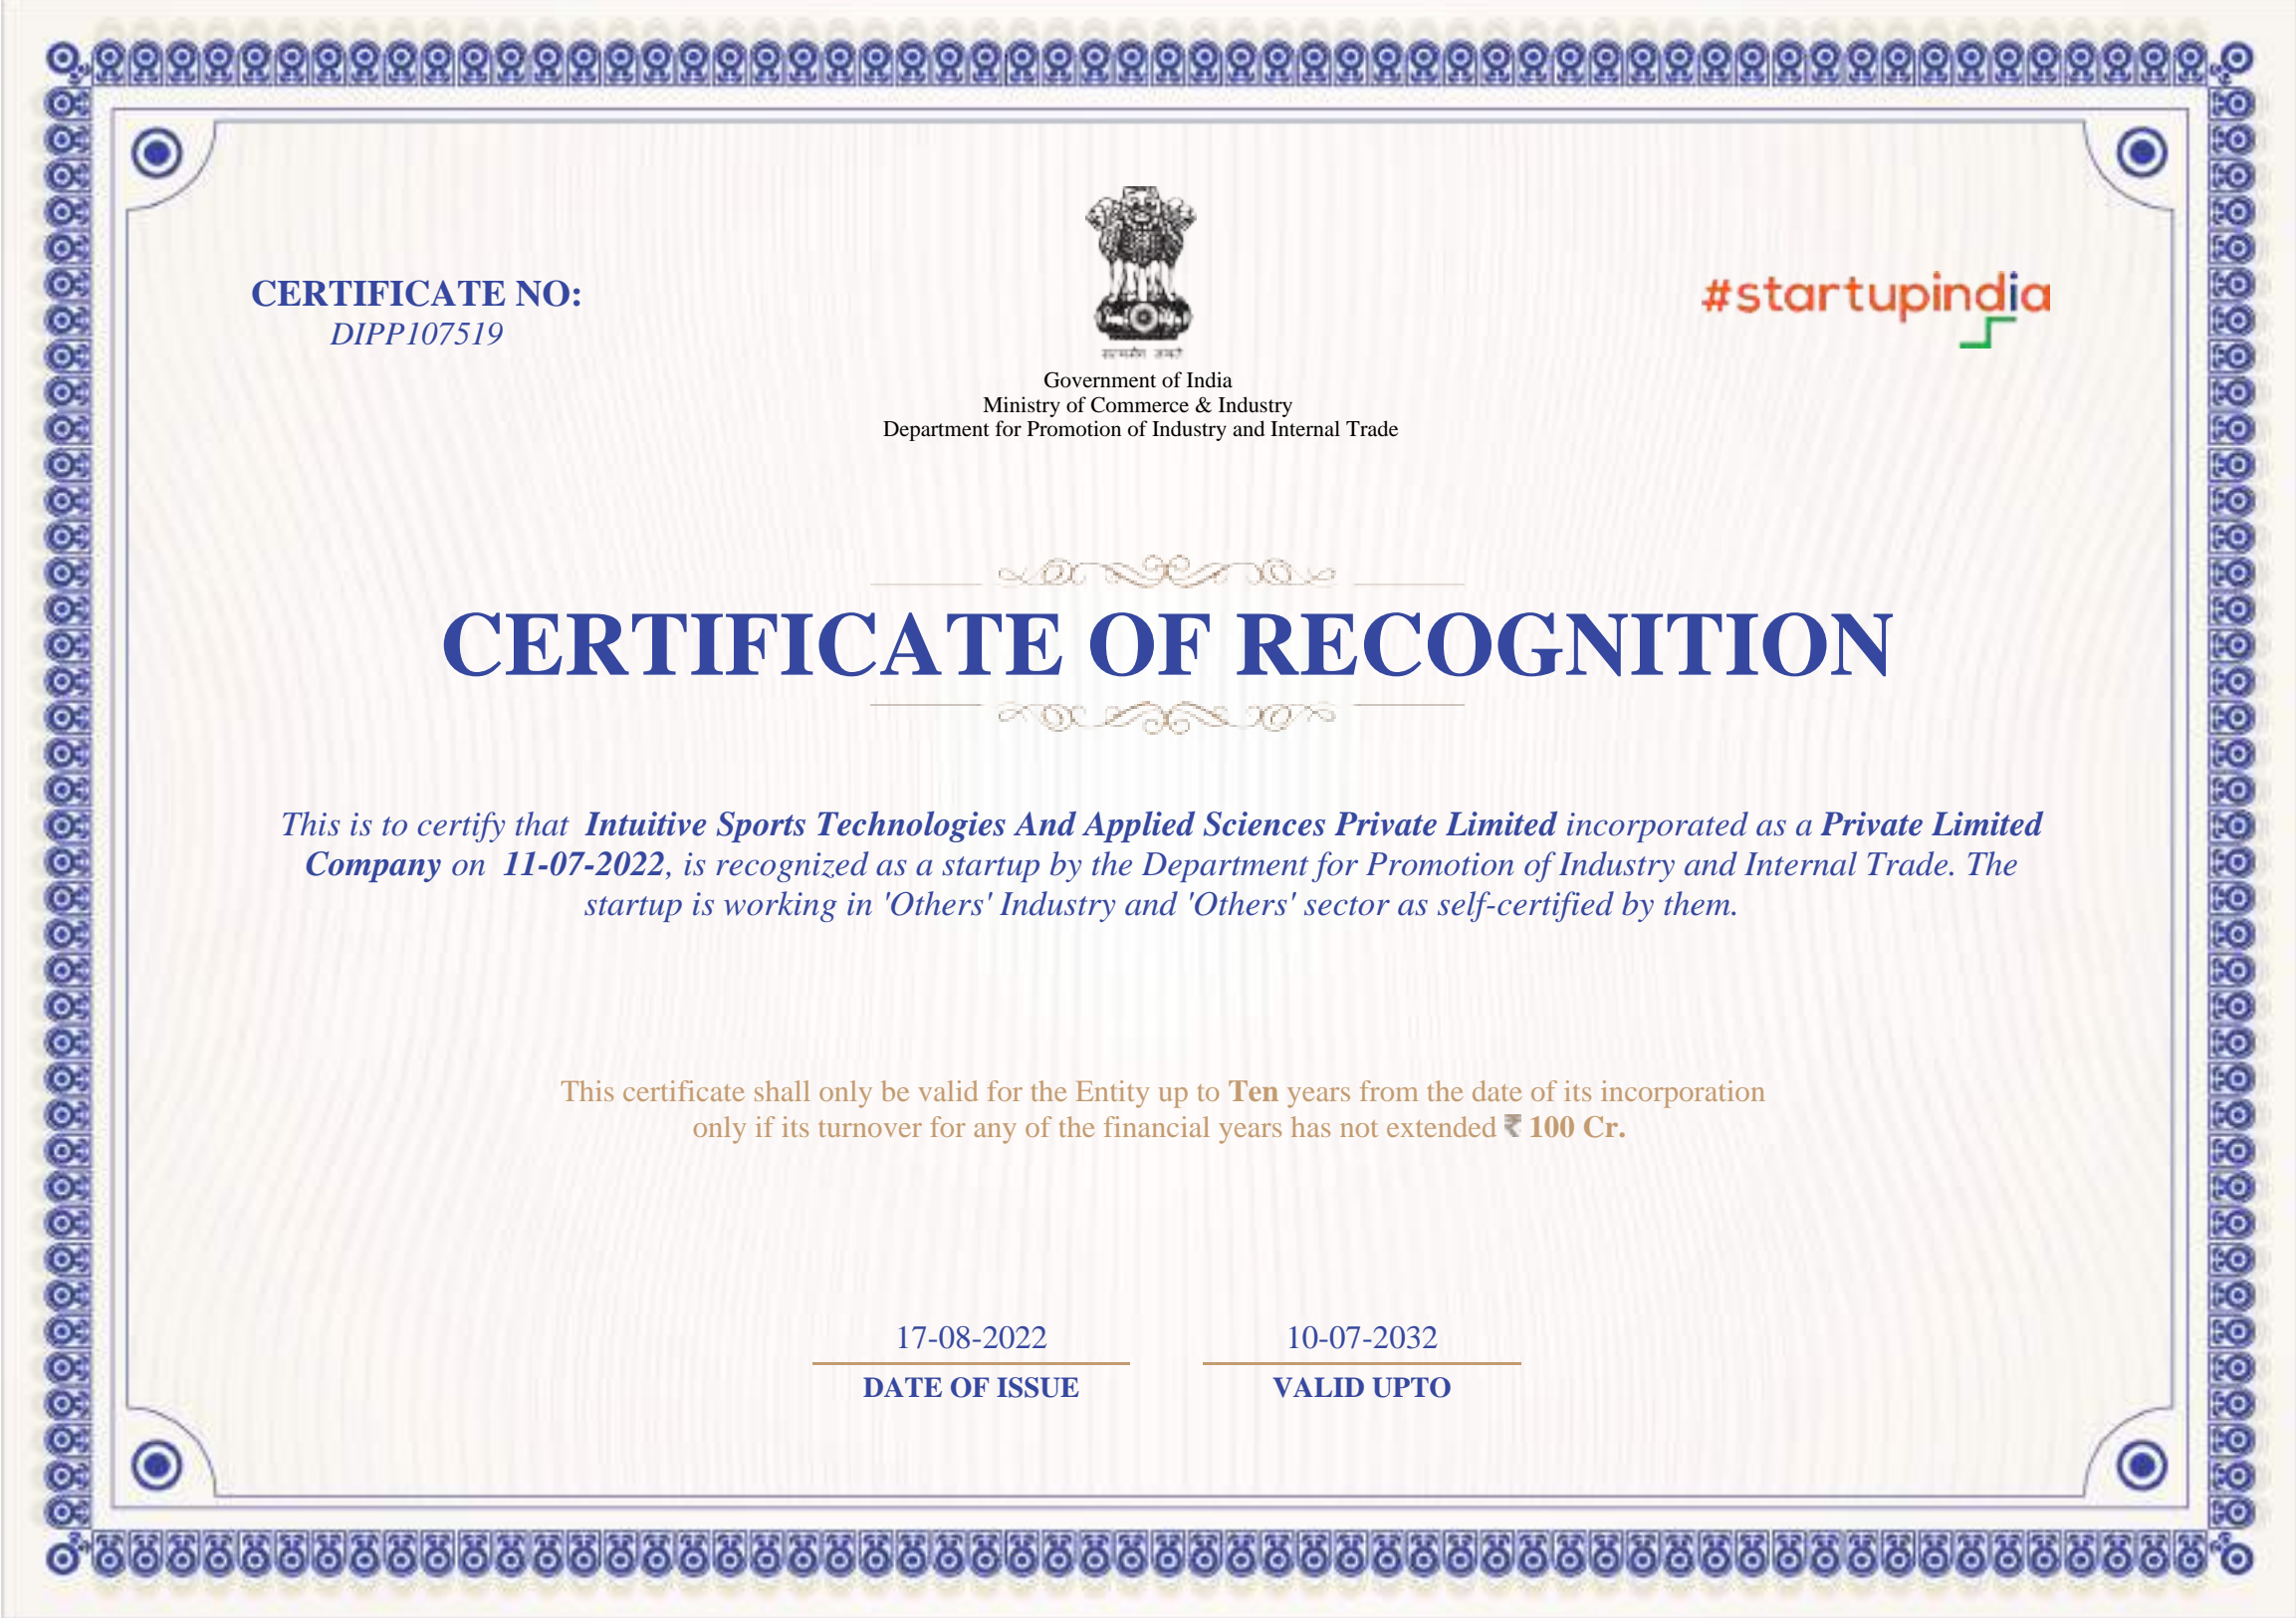 CERTIFICATE NO:
DIPP107519
#startupindia
Government of India
Ministry of Commerce & Industry
Department for Promotion of Industry and Internal Trade
CERTIFICATE OF RECOGNITION
This is to certify that Intuitive Sports Technologies And Applied Sciences Private Limited incorporated as a Private Limited
Company on 11-07-2022, is recognized as a startup by the Department for Promotion of Industry and Internal Trade. The
startup is working in 'Others' Industry and 'Others' sector as self-certified by them.
This certificate shall only be valid for the Entity up to Ten years from the date of its incorporation
only if its turnover for any of the financial years has not extended ₹ 100 Cr.
17-08-2022 10-07-2032
DATE OF ISSUE VALID UPTO